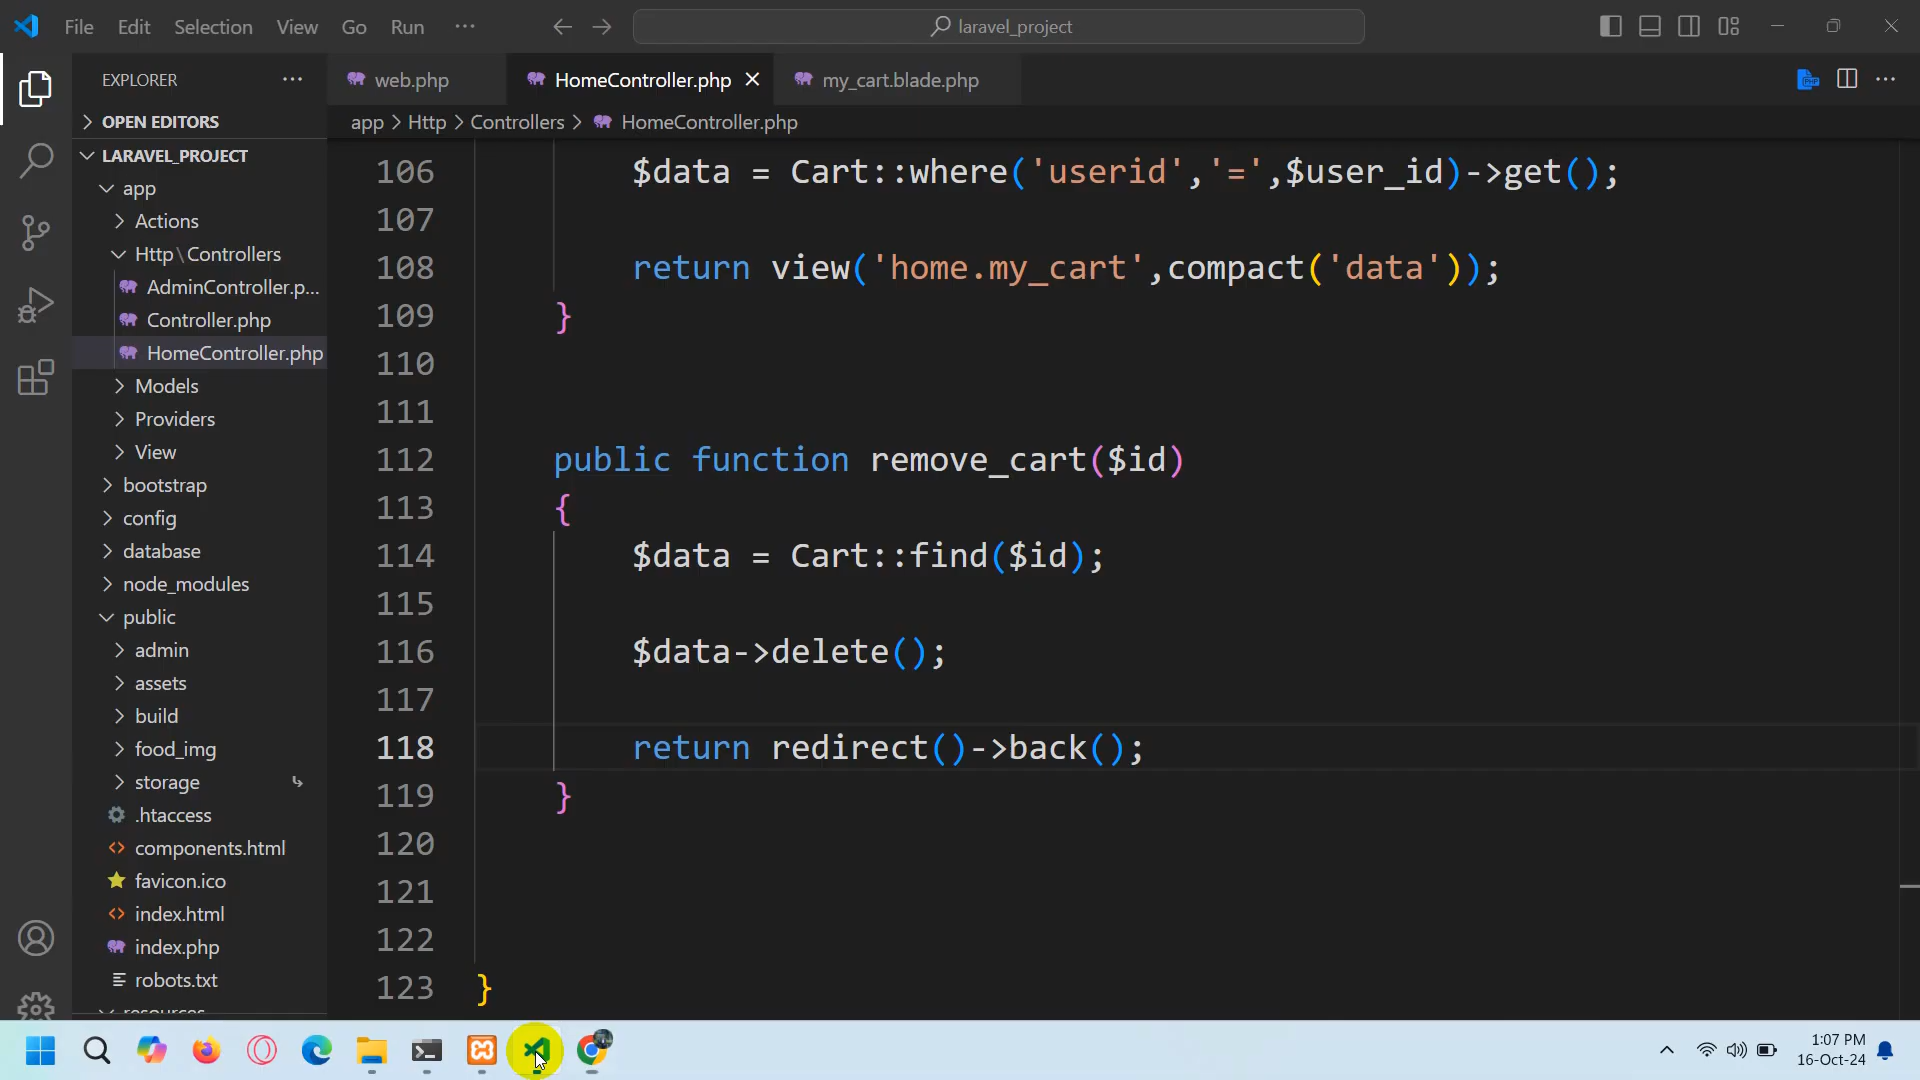 File Edit Selection View Go Run ···
laravel_project
EXPLORER ···
web.php
HomeController.php
my_cart.blade.php
OPEN EDITORS
app > Http > Controllers > HomeController.php
LARAVEL_PROJECT
app
Actions
Http\Controllers
AdminController.p...
Controller.php
HomeController.php
Models
Providers
View
bootstrap
config
database
node_modules
public
admin
assets
build
food_img
storage
.htaccess
components.html
favicon.ico
index.html
index.php
robots.txt
resources
106 $data = Cart::where('userid','=',$user_id)->get();
107
108 return view('home.my_cart',compact('data'));
109 }
110
111
112 public function remove_cart($id)
113 {
114 $data = Cart::find($id);
115
116 $data->delete();
117
118 return redirect()->back();
119 }
120
121
122
123 }
1:07 PM
16-Oct-24